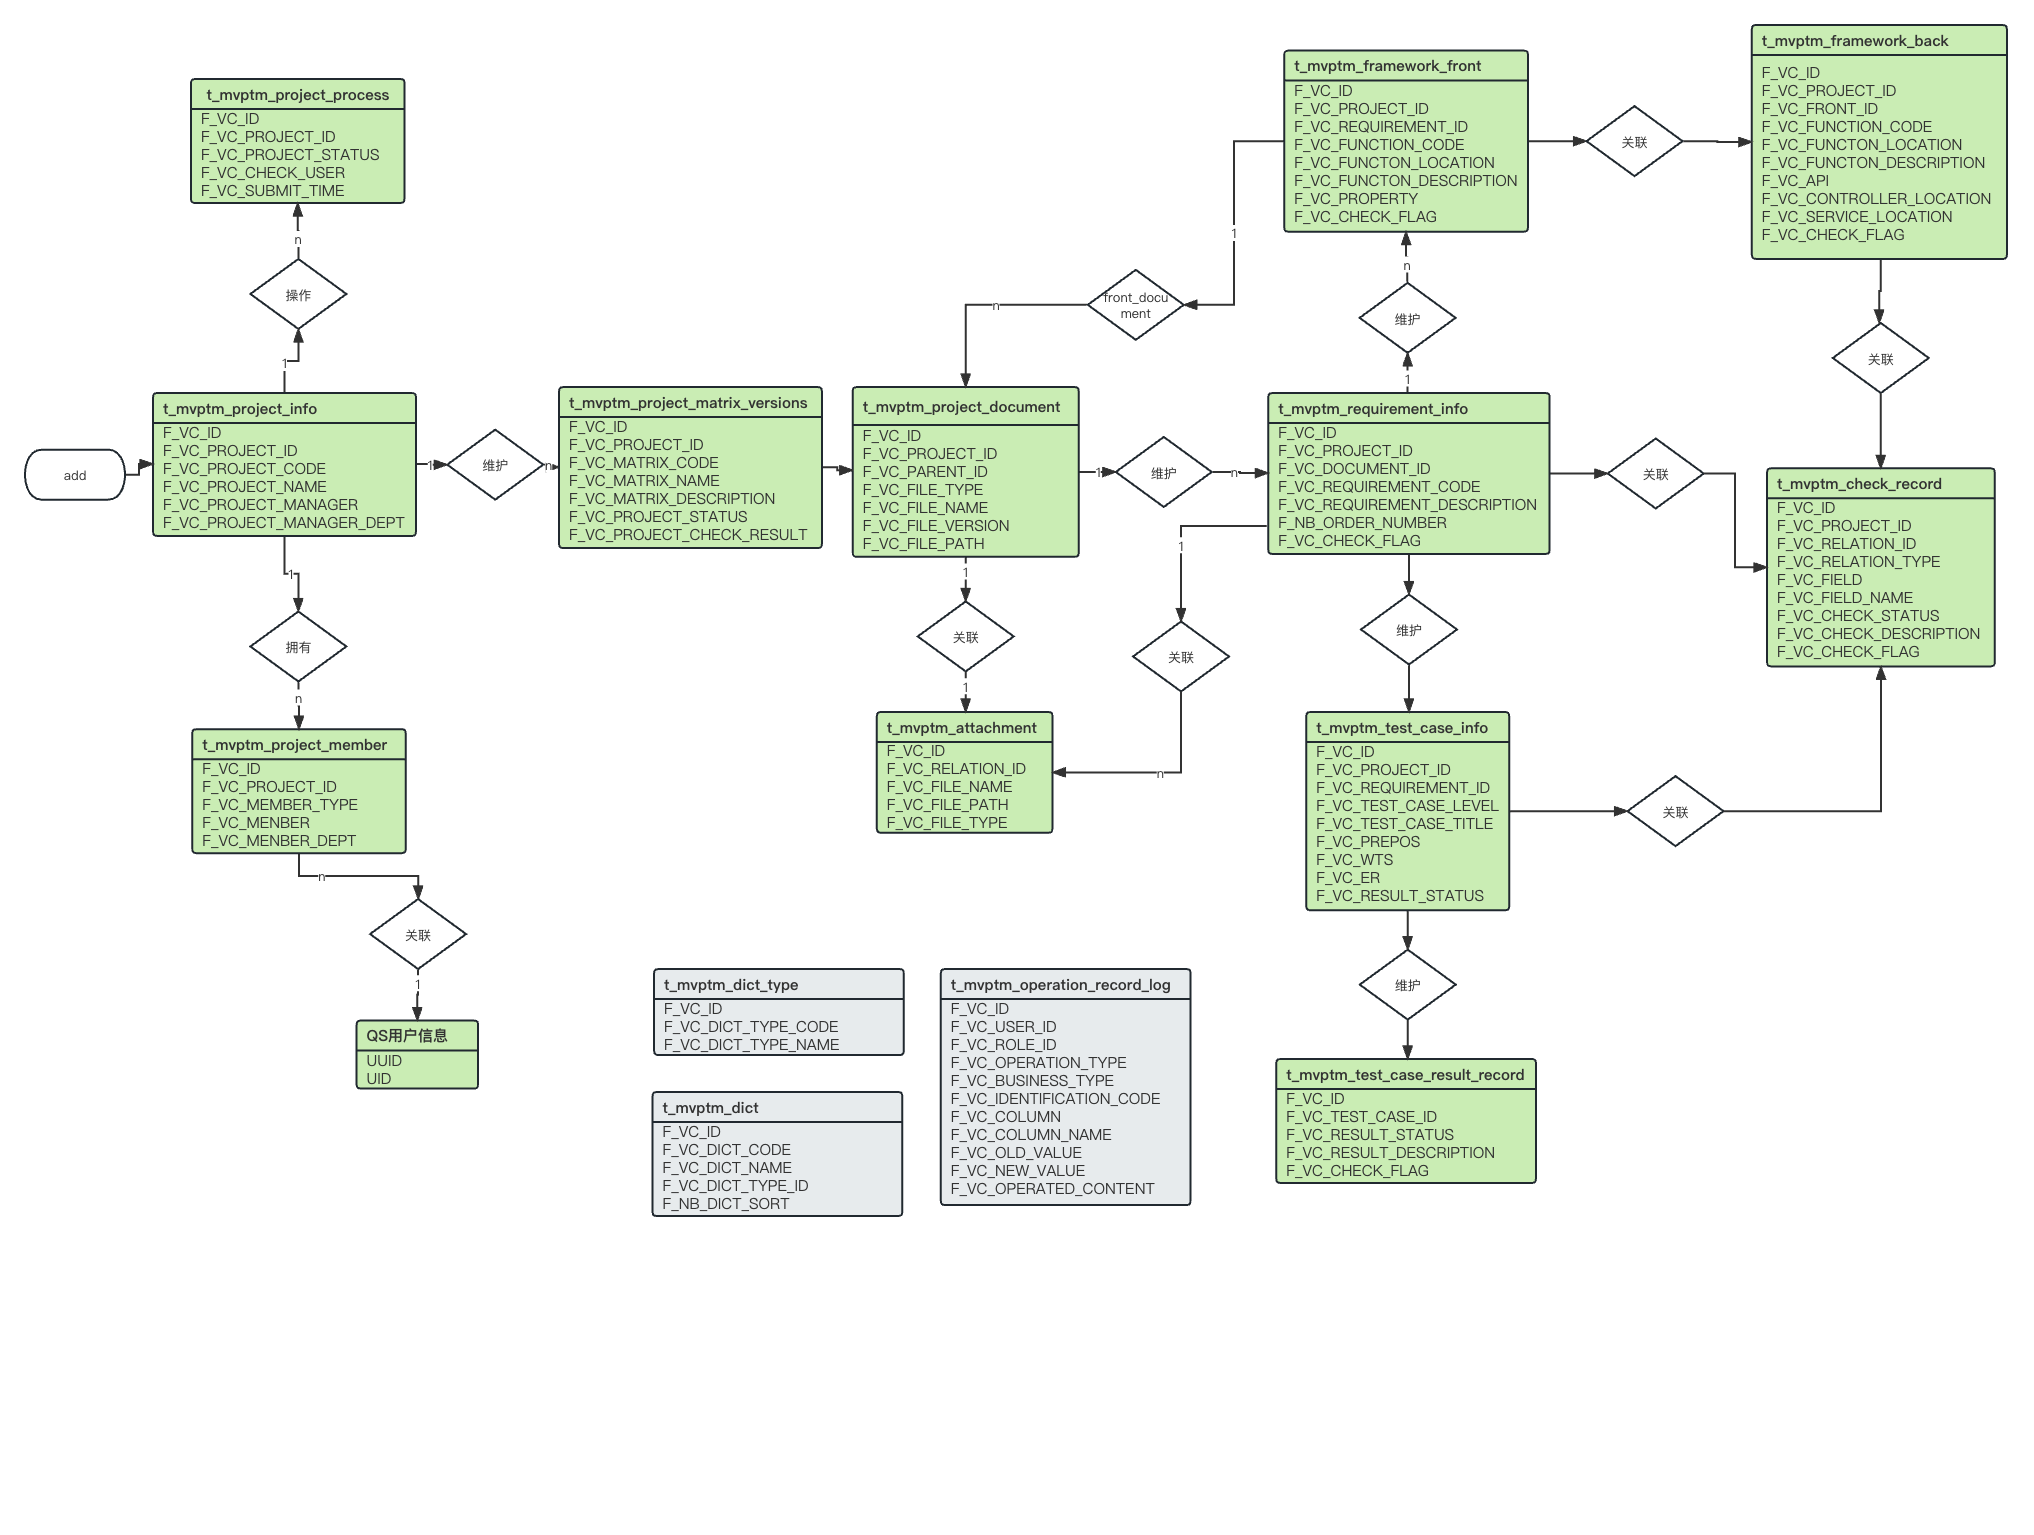 t_mvptm_project_process
F_VC_ID
F_VC_PROJECT_ID
F_VC_PROJECT_STATUS
F_VC_CHECK_USER
F_VC_SUBMIT_TIME
n
操作
1
add
t_mvptm_project_info
F_VC_ID
F_VC_PROJECT_ID
F_VC_PROJECT_CODE
F_VC_PROJECT_NAME
F_VC_PROJECT_MANAGER
F_VC_PROJECT_MANAGER_DEPT
1
维护
n
1
拥有
n
t_mvptm_project_member
F_VC_ID
F_VC_PROJECT_ID
F_VC_MEMBER_TYPE
F_VC_MENBER
F_VC_MENBER_DEPT
n
关联
1
QS用户信息
UUID
UID
t_mvptm_project_matrix_versions
F_VC_ID
F_VC_PROJECT_ID
F_VC_MATRIX_CODE
F_VC_MATRIX_NAME
F_VC_MATRIX_DESCRIPTION
F_VC_PROJECT_STATUS
F_VC_PROJECT_CHECK_RESULT
t_mvptm_project_document
F_VC_ID
F_VC_PROJECT_ID
F_VC_PARENT_ID
F_VC_FILE_TYPE
F_VC_FILE_NAME
F_VC_FILE_VERSION
F_VC_FILE_PATH
1
维护
n
1
关联
1
t_mvptm_attachment
F_VC_ID
F_VC_RELATION_ID
F_VC_FILE_NAME
F_VC_FILE_PATH
F_VC_FILE_TYPE
1
关联
n
n
front_docu
ment
1
t_mvptm_framework_front
F_VC_ID
F_VC_PROJECT_ID
F_VC_REQUIREMENT_ID
F_VC_FUNCTION_CODE
F_VC_FUNCTON_LOCATION
F_VC_FUNCTON_DESCRIPTION
F_VC_PROPERTY
F_VC_CHECK_FLAG
n
维护
1
关联
t_mvptm_framework_back
F_VC_ID
F_VC_PROJECT_ID
F_VC_FRONT_ID
F_VC_FUNCTION_CODE
F_VC_FUNCTON_LOCATION
F_VC_FUNCTON_DESCRIPTION
F_VC_API
F_VC_CONTROLLER_LOCATION
F_VC_SERVICE_LOCATION
F_VC_CHECK_FLAG
关联
t_mvptm_requirement_info
F_VC_ID
F_VC_PROJECT_ID
F_VC_DOCUMENT_ID
F_VC_REQUIREMENT_CODE
F_VC_REQUIREMENT_DESCRIPTION
F_NB_ORDER_NUMBER
F_VC_CHECK_FLAG
关联
t_mvptm_check_record
F_VC_ID
F_VC_PROJECT_ID
F_VC_RELATION_ID
F_VC_RELATION_TYPE
F_VC_FIELD
F_VC_FIELD_NAME
F_VC_CHECK_STATUS
F_VC_CHECK_DESCRIPTION
F_VC_CHECK_FLAG
维护
t_mvptm_test_case_info
F_VC_ID
F_VC_PROJECT_ID
F_VC_REQUIREMENT_ID
F_VC_TEST_CASE_LEVEL
F_VC_TEST_CASE_TITLE
F_VC_PREPOS
F_VC_WTS
F_VC_ER
F_VC_RESULT_STATUS
关联
维护
t_mvptm_test_case_result_record
F_VC_ID
F_VC_TEST_CASE_ID
F_VC_RESULT_STATUS
F_VC_RESULT_DESCRIPTION
F_VC_CHECK_FLAG
t_mvptm_dict_type
F_VC_ID
F_VC_DICT_TYPE_CODE
F_VC_DICT_TYPE_NAME
t_mvptm_dict
F_VC_ID
F_VC_DICT_CODE
F_VC_DICT_NAME
F_VC_DICT_TYPE_ID
F_NB_DICT_SORT
t_mvptm_operation_record_log
F_VC_ID
F_VC_USER_ID
F_VC_ROLE_ID
F_VC_OPERATION_TYPE
F_VC_BUSINESS_TYPE
F_VC_IDENTIFICATION_CODE
F_VC_COLUMN
F_VC_COLUMN_NAME
F_VC_OLD_VALUE
F_VC_NEW_VALUE
F_VC_OPERATED_CONTENT